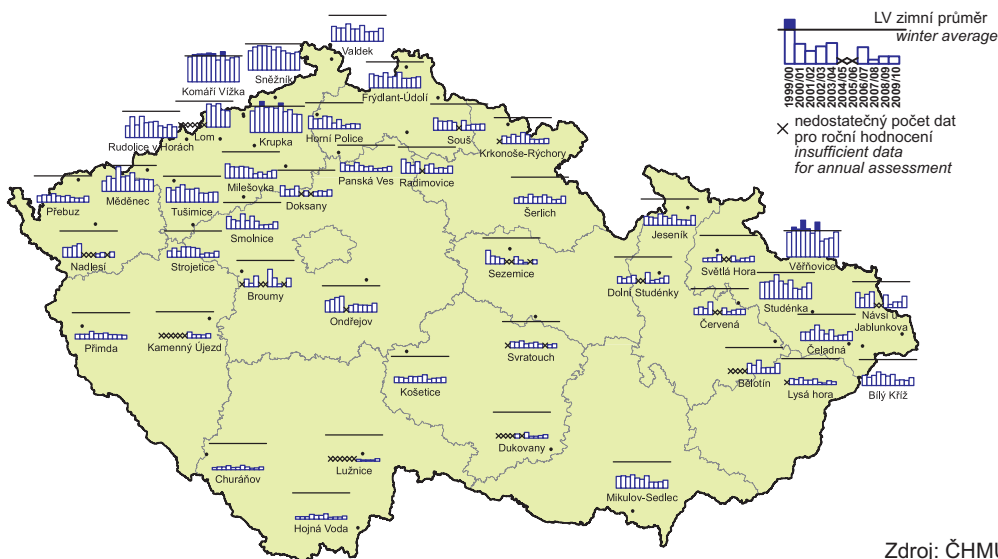 LV zimní průměr
winter average
1999/00
2000/01
2001/02
2002/03
2003/04
2004/05
2005/06
2006/07
2007/08
2008/09
2009/10
× nedostatečný počet dat
pro roční hodnocení
insufficient data
for annual assessment
Valdek
Sněžník
Komáří Vížka
Frýdlant-Údolí
Rudolice v Horách
Lom
Krupka
Horní Police
Souš
Krkonoše-Rýchory
Měděnec
Tušimice
Milešovka
Doksany
Panská Ves
Radimovice
Přebuz
Smolnice
Šerlich
Jeseník
Nadlesí
Strojetice
Broumy
Sezemice
Světlá Hora
Věřňovice
Dolní Studénky
Studénka
Ondřejov
Červená
Návsí u
Jablunkova
Přimda
Kamenný Újezd
Svratouch
Čeladná
Košetice
Bělotín
Lysá hora
Bílý Kříž
Dukovany
Churáňov
Lužnice
Mikulov-Sedlec
Hojná Voda
Zdroj: ČHMÚ